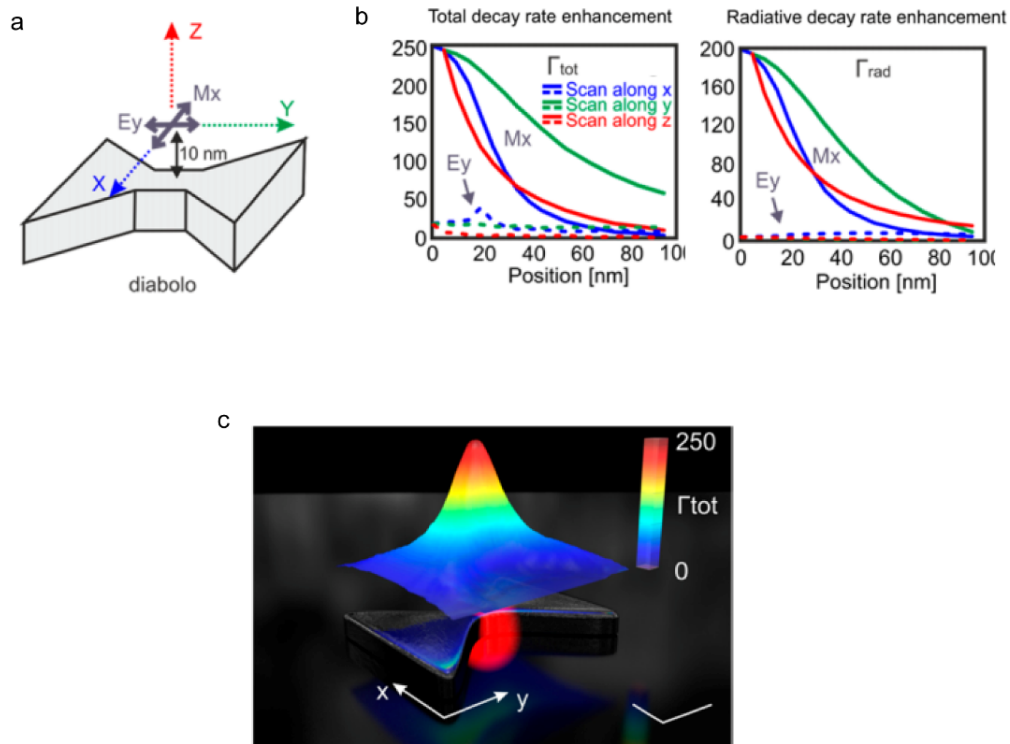 a
Z
Mx
Ey
Y
10 nm
X
diabolo
b
Total decay rate enhancement
250
200
150
100
50
0
Γtot
Scan along x
Scan along y
Scan along z
Mx
Ey
0 20 40 60 80 100
Position [nm]
Radiative decay rate enhancement
200
160
120
80
40
0
Γrad
Mx
Ey
0 20 40 60 80 100
Position [nm]
c
250
Γtot
0
x
y